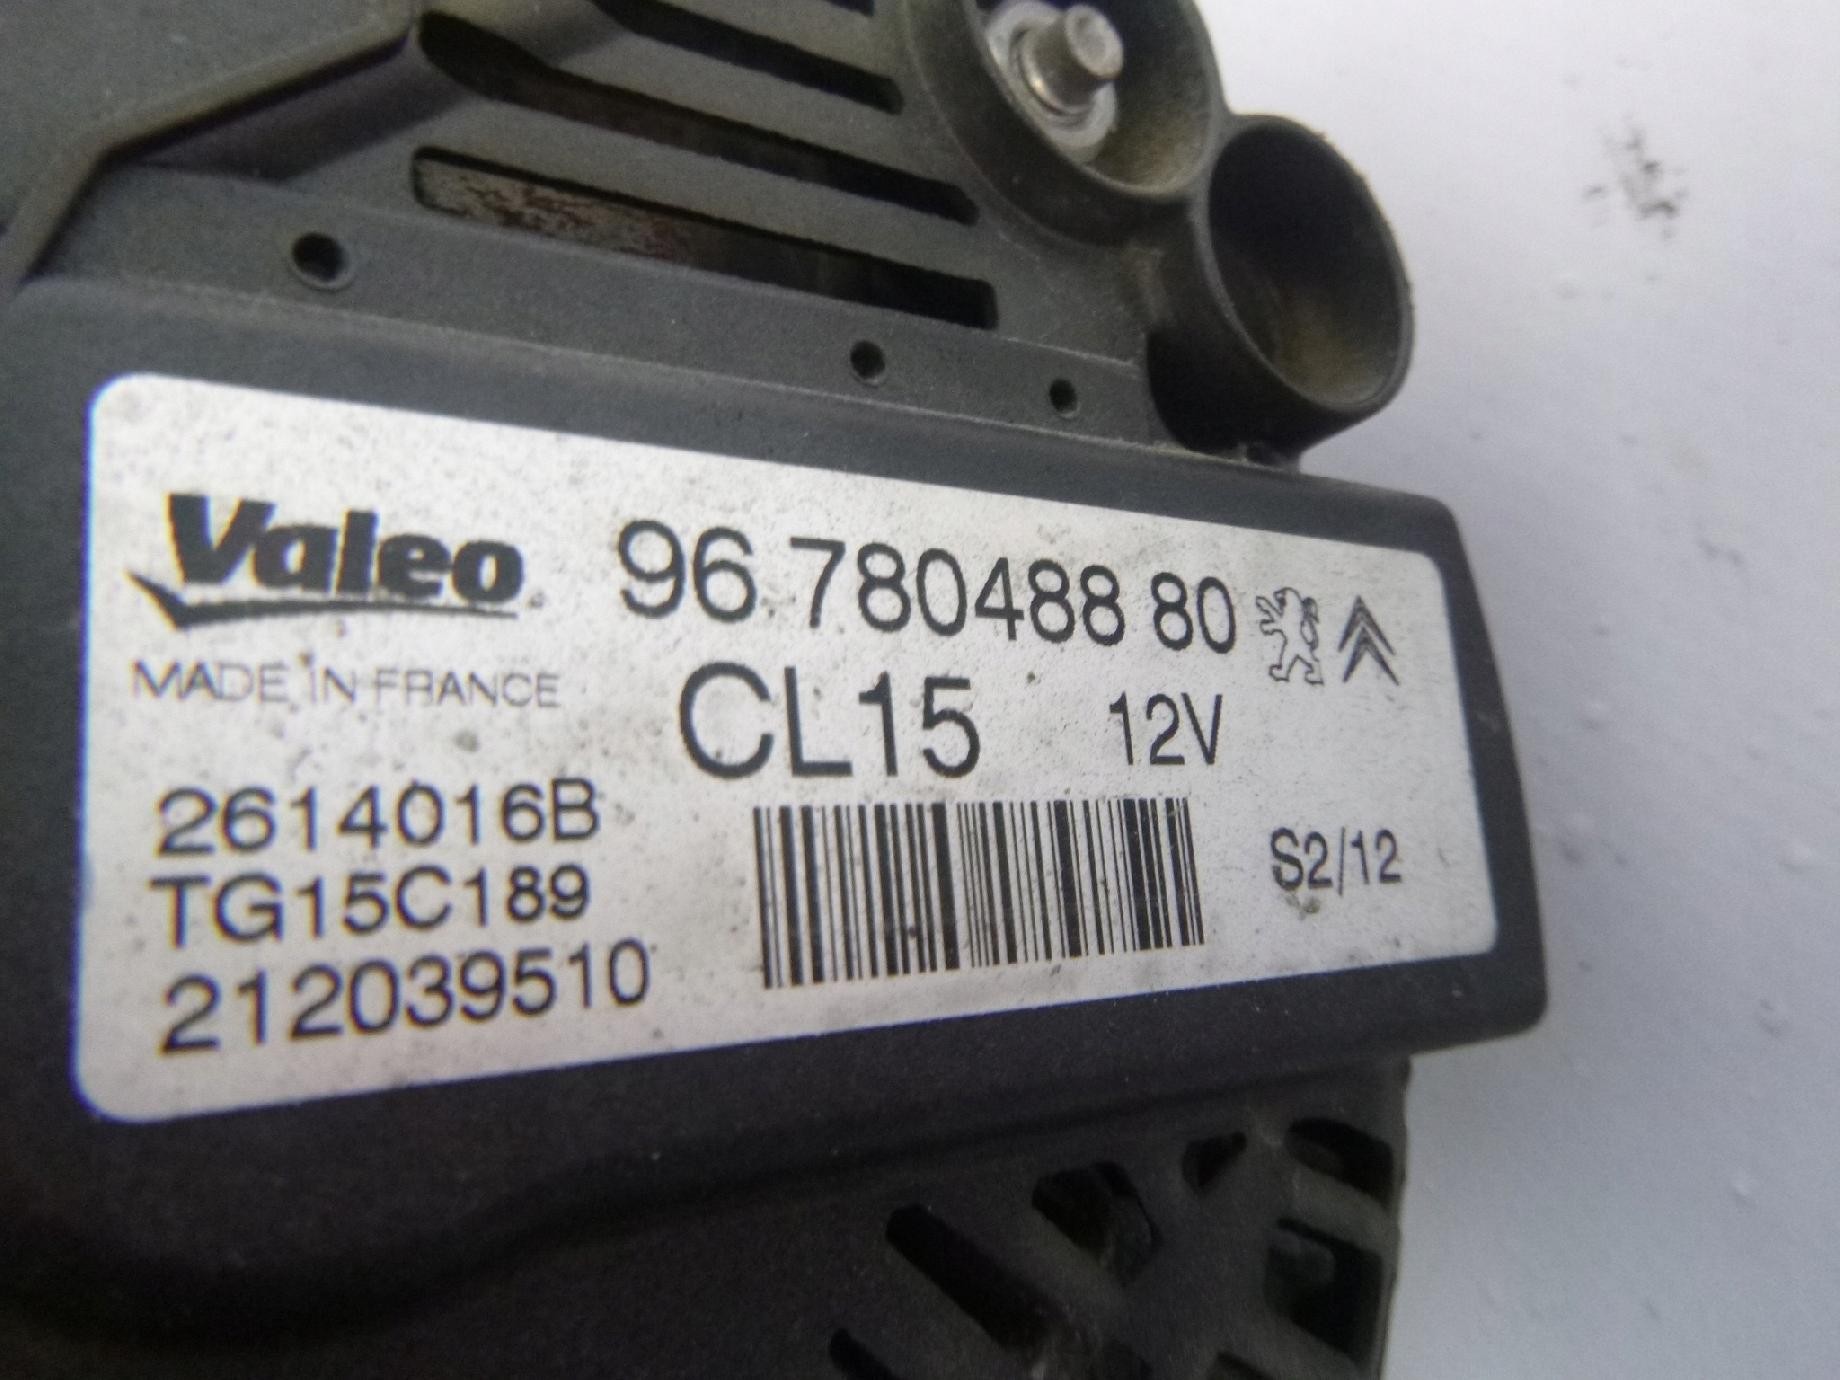 Valeo 96 780488 80
MADE IN FRANCE CL15 12V
2614016B
TG15C189 S2/12
212039510